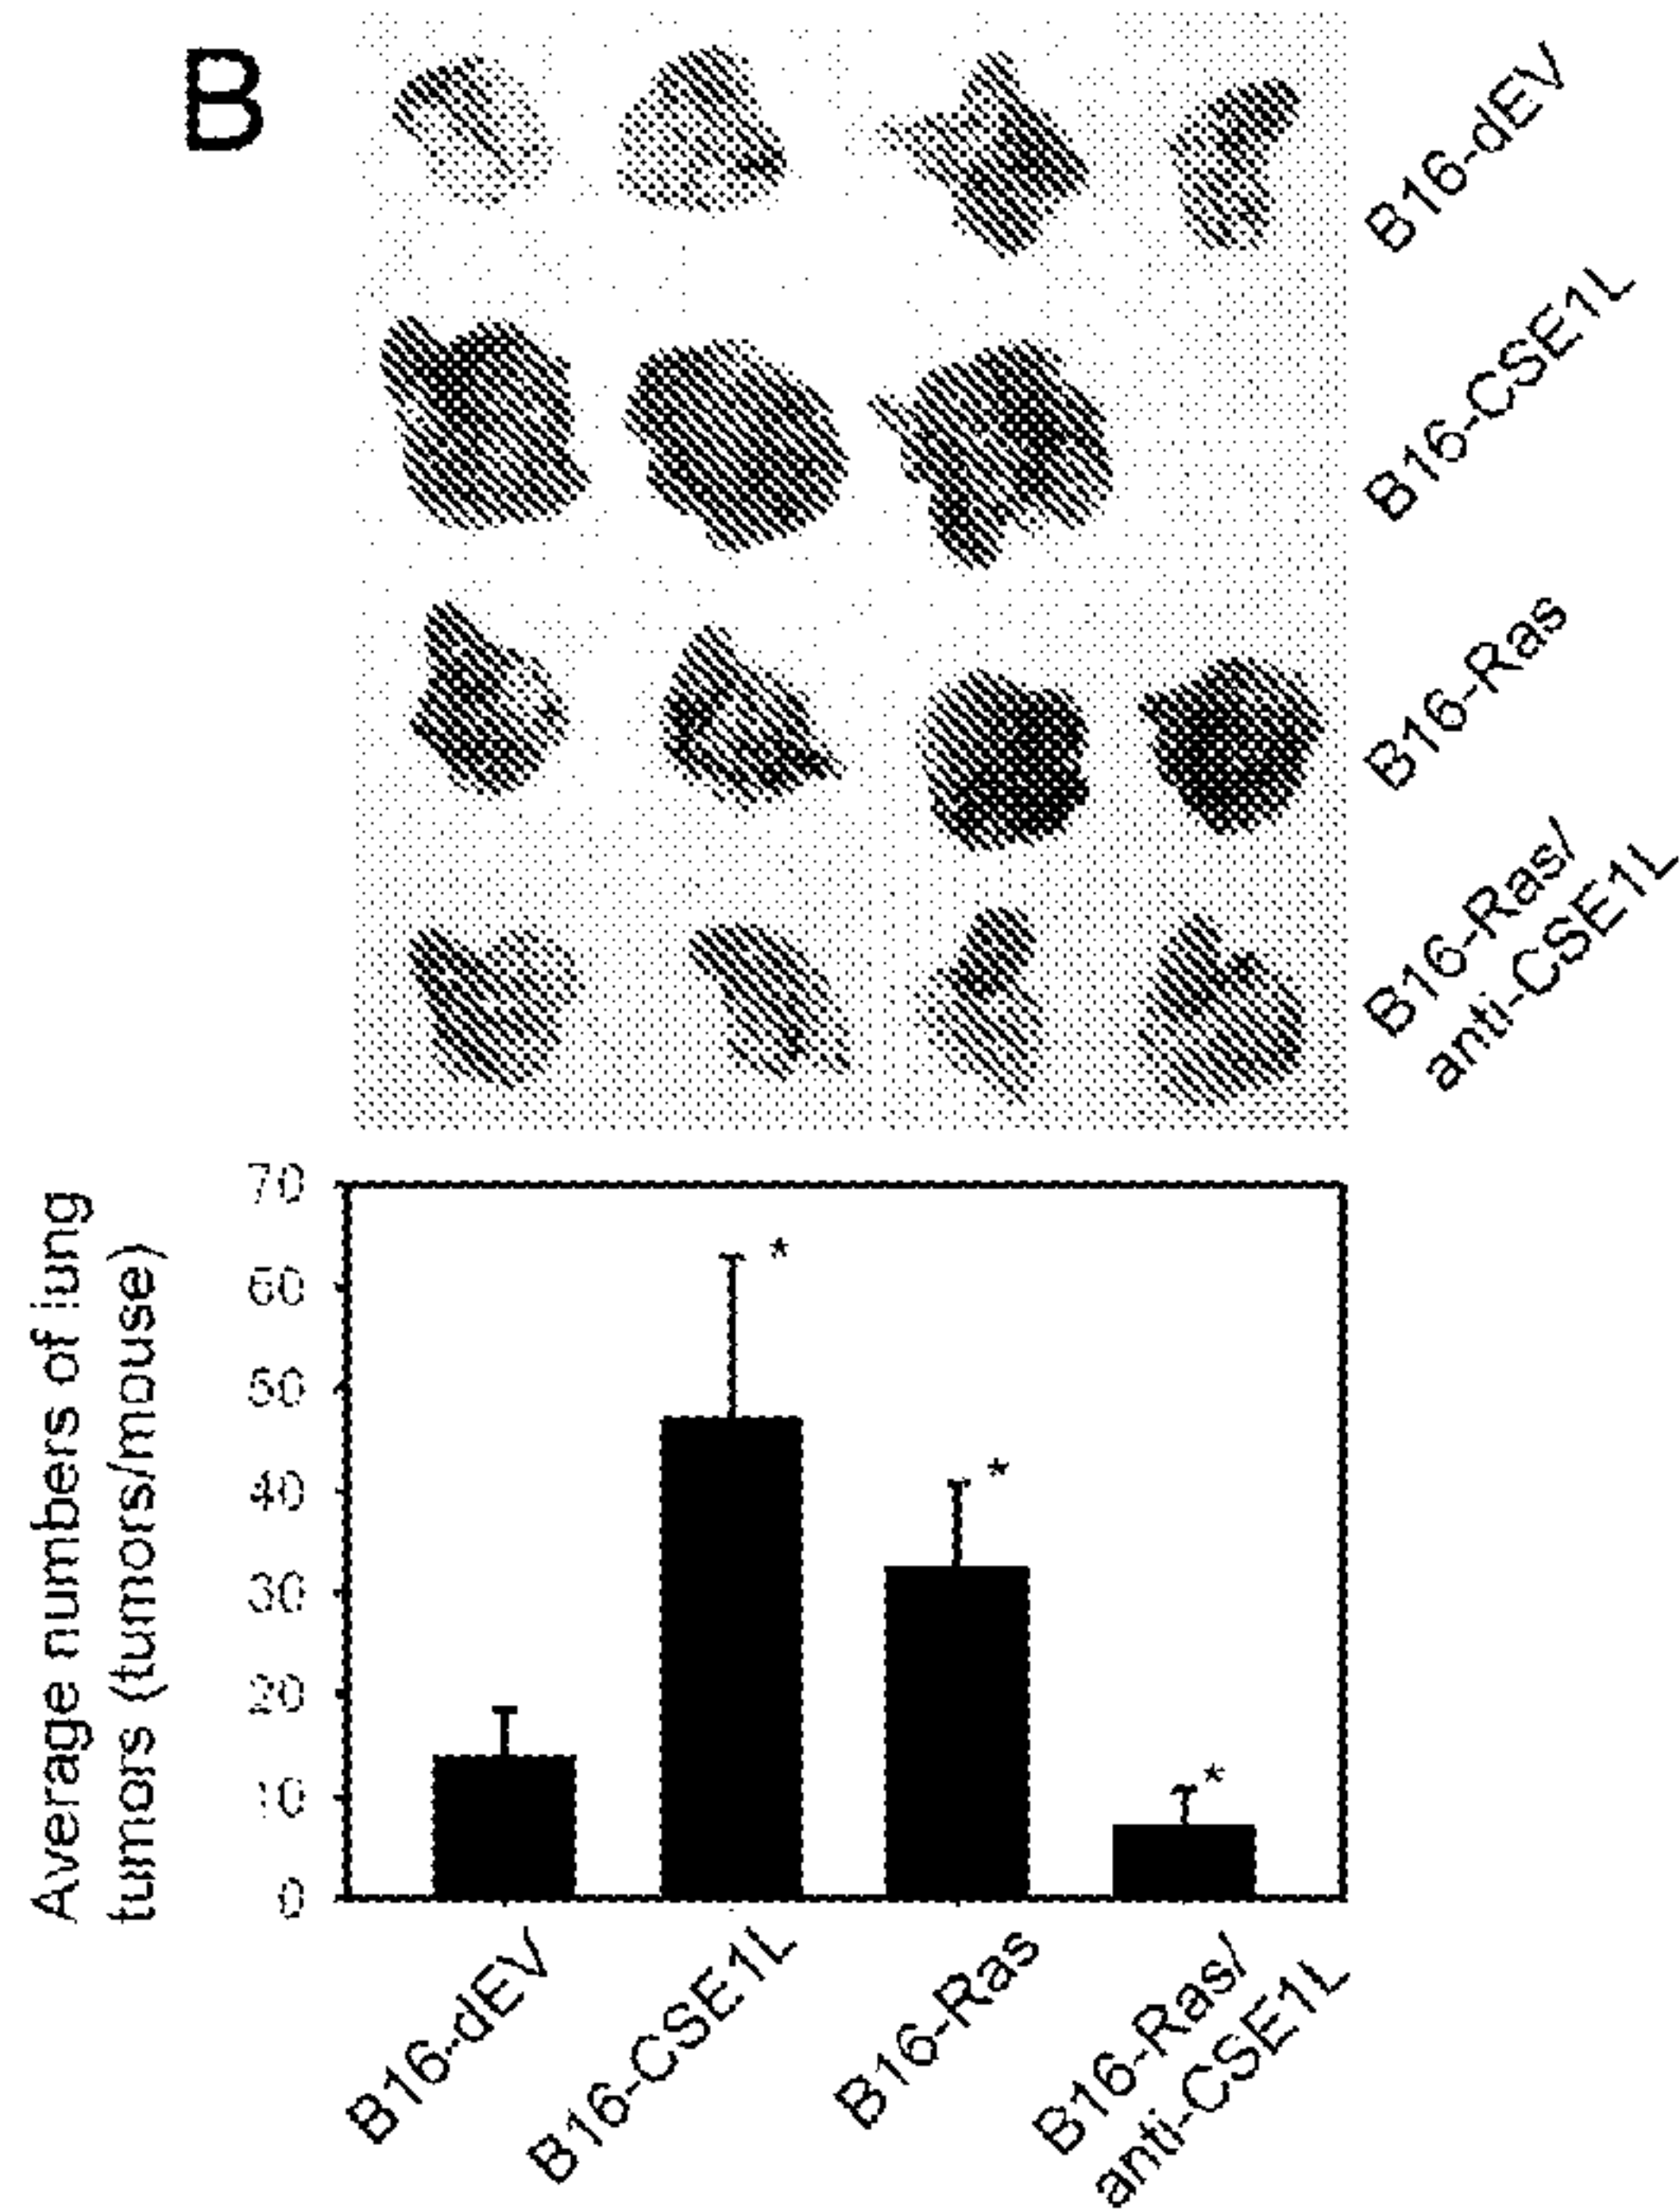 B
B16-dEV
B16-CSE1L
B16-Ras
B16-Ras/
anti-CSE1L
Average numbers of lung
tumors (tumors/mouse)
70
60
50
40
30
20
10
0
*
*
*
B16-dEV
B16-CSE1L
B16-Ras
B16-Ras/
anti-CSE1L